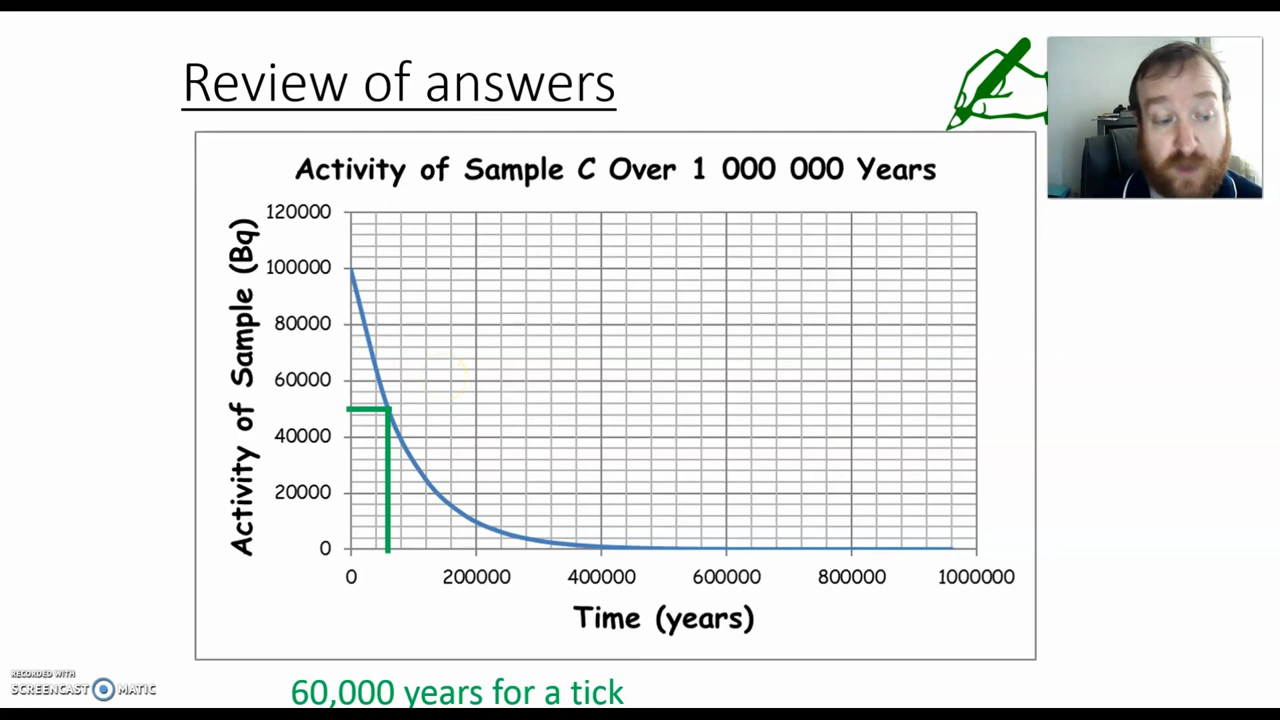 Review of answers
Activity of Sample C Over 1 000 000 Years
Activity of Sample (Bq)
120000
100000
80000
60000
40000
20000
0
0 200000 400000 600000 800000 1000000
Time (years)
60,000 years for a tick
RECORDED WITH
SCREENCAST MATIC